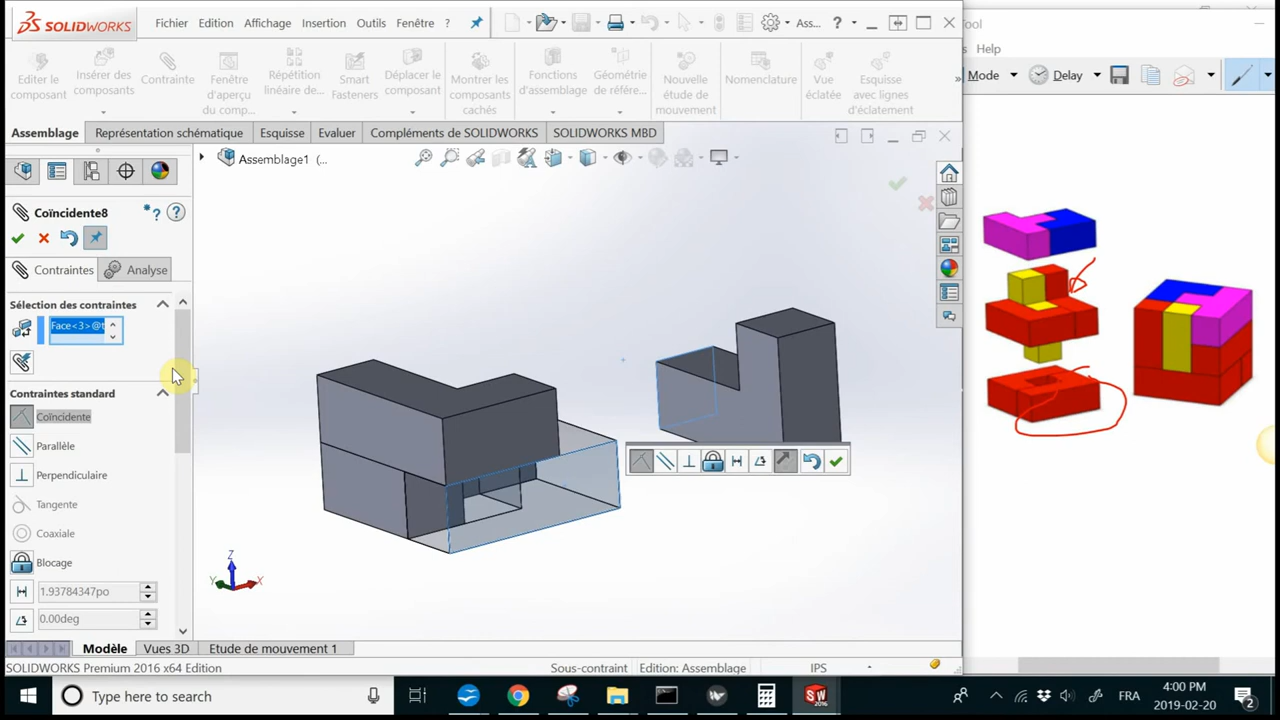 SOLIDWORKS
Fichier Edition Affichage Insertion Outils Fenêtre ? Ass... ?
Editer le composant
Insérer des composants
Contrainte
Fenêtre d'aperçu du comp...
Répétition linéaire de...
Smart Fasteners
Déplacer le composant
Montrer les composants cachés
Fonctions d'assemblage
Géométrie de référe...
Nouvelle étude de mouvement
Nomenclature
Vue éclatée
Esquisse avec lignes d'éclatement
»
Assemblage Représentation schématique Esquisse Evaluer Compléments de SOLIDWORKS SOLIDWORKS MBD
Assemblage1 (...
Coïncidente8
Contraintes Analyse
Sélection des contraintes
Face<3>@t
Contraintes standard
Coïncidente
Parallèle
Perpendiculaire
Tangente
Coaxiale
Blocage
1.93784347po
0.00deg
Z
Y X
Modèle Vues 3D Etude de mouvement 1
SOLIDWORKS Premium 2016 x64 Edition Sous-contraint Edition: Assemblage IPS -
Tool
s Help
Mode Delay
Type here to search
SW 2016
FRA
4:00 PM
2019-02-20
2